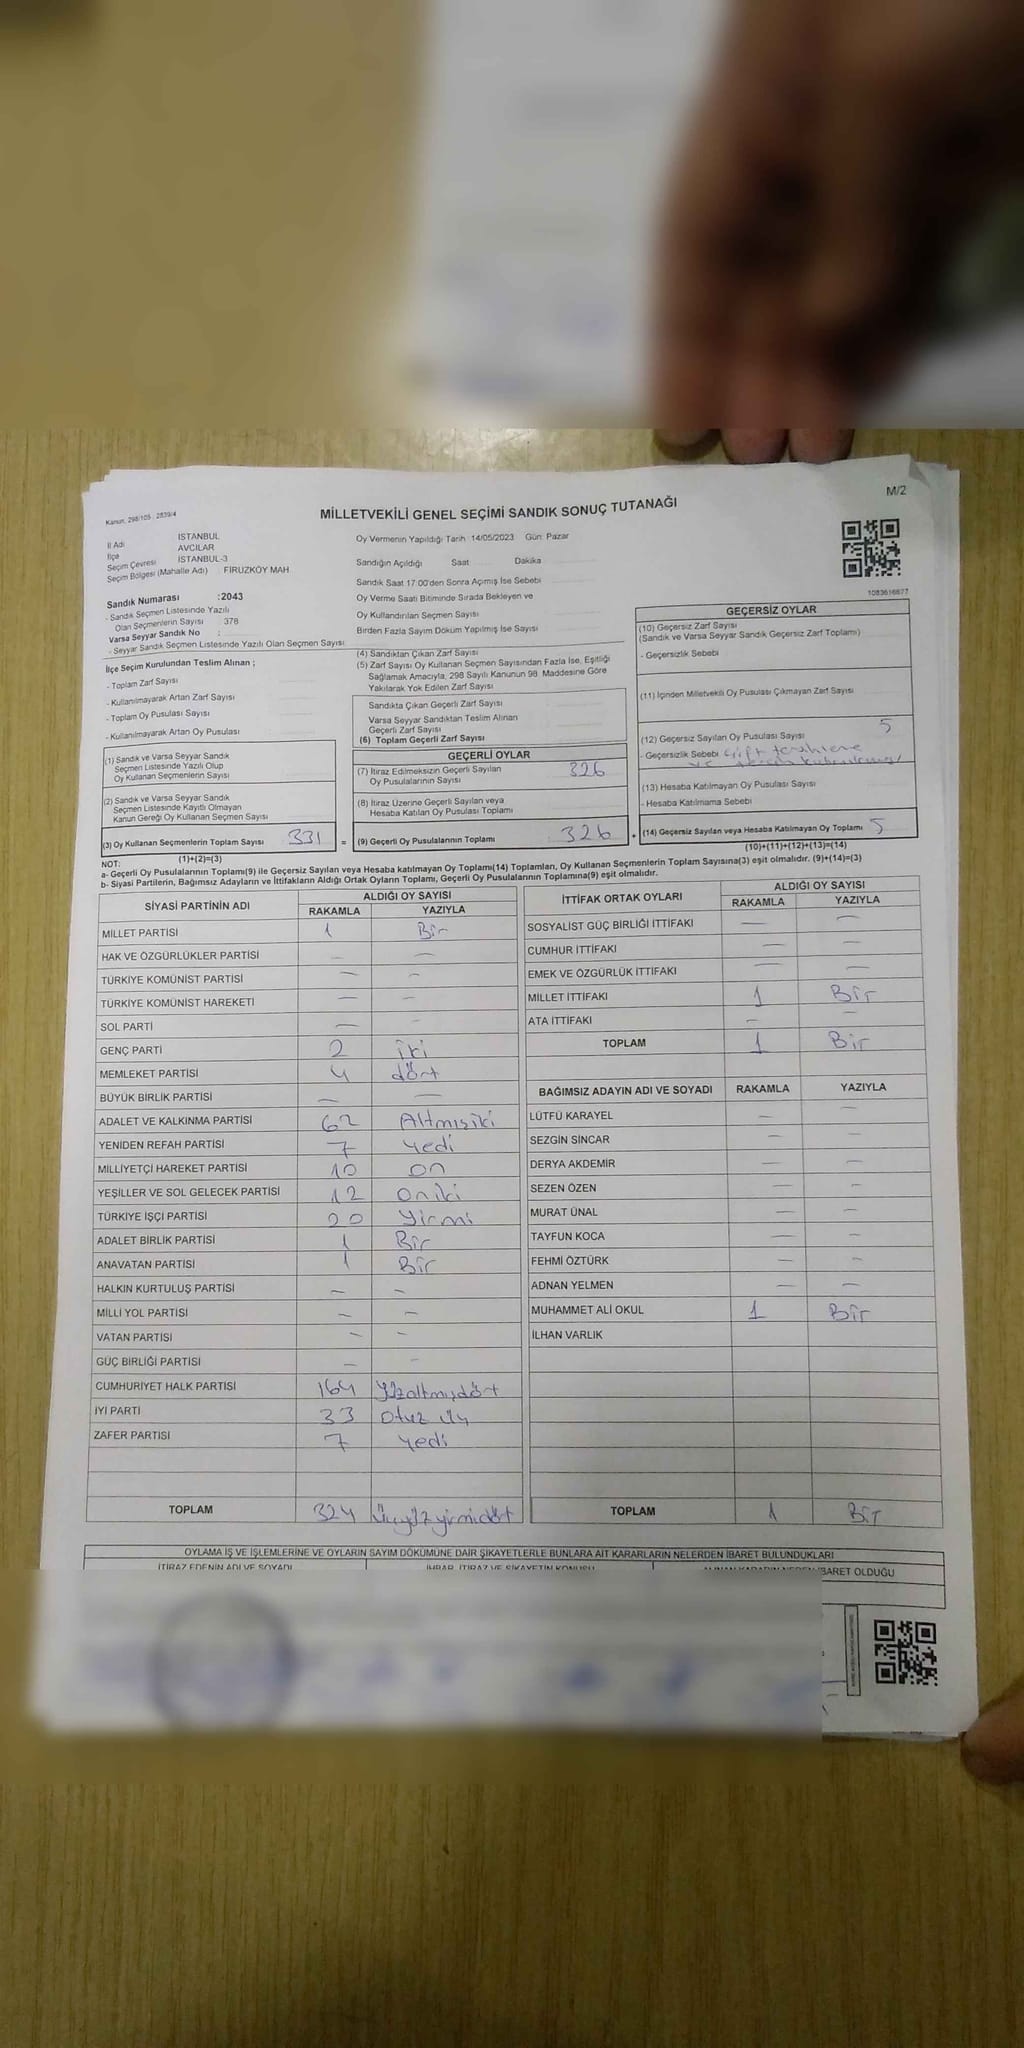 M/2
Kanun, 298/105 , 2839/4
MİLLETVEKİLİ GENEL SEÇİMİ SANDIK SONUÇ TUTANAĞI
İl Adı İSTANBUL
İlçe AVCILAR
Seçim Çevresi İSTANBUL-3
Seçim Bölgesi (Mahalle Adı) : FİRUZKÖY MAH.
Sandık Numarası :2043
- Sandık Seçmen Listesinde Yazılı
Olan Seçmenlerin Sayısı : 378
Varsa Seyyar Sandık No :
- Seyyar Sandık Seçmen Listesinde Yazılı Olan Seçmen Sayısı
Oy Vermenin Yapıldığı Tarih 14/05/2023 Gün: Pazar
Sandığın Açıldığı Saat Dakika
Sandık Saat 17:00'den Sonra Açımış İse Sebebi
Oy Verme Saati Bitiminde Sırada Bekleyen ve
Oy Kullandırılan Seçmen Sayısı
Birden Fazla Sayım Döküm Yapılmış İse Sayısı
1083616877
İlçe Seçim Kurulundan Teslim Alınan ;
- Toplam Zarf Sayısı
- Kullanılmayarak Artan Zarf Sayısı
- Toplam Oy Pusulası Sayısı
- Kullanılmayarak Artan Oy Pusulası
(4) Sandıktan Çıkan Zarf Sayısı
(5) Zarf Sayısı Oy Kullanan Seçmen Sayısından Fazla İse, Eşitliği
Sağlamak Amacıyla, 298 Sayılı Kanunun 98. Maddesine Göre
Yakılarak Yok Edilen Zarf Sayısı
Sandıkta Çıkan Geçerli Zarf Sayısı
Varsa Seyyar Sandıktan Teslim Alınan
Geçerli Zarf Sayısı
(6) Toplam Geçerli Zarf Sayısı
GEÇERSİZ OYLAR
(10) Geçersiz Zarf Sayısı
(Sandık ve Varsa Seyyar Sandık Geçersiz Zarf Toplamı)
- Geçersizlik Sebebi
(11) İçinden Milletvekili Oy Pusulası Çıkmayan Zarf Sayısı
(12) Geçersiz Sayılan Oy Pusulası Sayısı 5
- Geçersizlik Sebebi çift
(13) Hesaba Katılmayan Oy Pusulası Sayısı
- Hesaba Katılmama Sebebi
(14) Geçersiz Sayılan veya Hesaba Katılmayan Oy Toplamı 5
(10)+(11)+(12)+(13)=(14)
(1) Sandık ve Varsa Seyyar Sandık
Seçmen Listesinde Yazılı Olup
Oy Kullanan Seçmenlerin Sayısı
(2) Sandık ve Varsa Seyyar Sandık
Seçmen Listesinde Kayıtlı Olmayan
Kanun Gereği Oy Kullanan Seçmen Sayısı
(3) Oy Kullanan Seçmenlerin Toplam Sayısı 331 =
(1)+(2)=(3)
GEÇERLİ OYLAR
(7) İtiraz Edilmeksizin Geçerli Sayılan 326
Oy Pusulalarının Sayısı
(8) İtiraz Üzerine Geçerli Sayılan veya
Hesaba Katılan Oy Pusulası Toplamı
(9) Geçerli Oy Pusulalarının Toplamı 326 +
NOT:
a- Geçerli Oy Pusulalarının Toplamı(9) ile Geçersiz Sayılan veya Hesaba katılmayan Oy Toplamı(14) Toplamları, Oy Kullanan Seçmenlerin Toplam Sayısına(3) eşit olmalıdır. (9)+(14)=(3)
b- Siyasi Partilerin, Bağımsız Adayların ve İttifakların Aldığı Ortak Oyların Toplamı, Geçerli Oy Pusulalarının Toplamına(9) eşit olmalıdır.
SİYASİ PARTİNİN ADI ALDIĞI OY SAYISI
RAKAMLA YAZIYLA
MİLLET PARTİSİ 1 Bir
HAK VE ÖZGÜRLÜKLER PARTİSİ — —
TÜRKİYE KOMÜNİST PARTİSİ — —
TÜRKİYE KOMÜNİST HAREKETİ — —
SOL PARTİ — —
GENÇ PARTİ 2 iki
MEMLEKET PARTİSİ 4 dört
BÜYÜK BİRLİK PARTİSİ — —
ADALET VE KALKINMA PARTİSİ 62 Altmışiki
YENİDEN REFAH PARTİSİ 7 yedi
MİLLİYETÇİ HAREKET PARTİSİ 10 on
YEŞİLLER VE SOL GELECEK PARTİSİ 12 oniki
TÜRKİYE İŞÇİ PARTİSİ 20 yirmi
ADALET BİRLİK PARTİSİ 1 Bir
ANAVATAN PARTİSİ 1 Bir
HALKIN KURTULUŞ PARTİSİ — —
MİLLİ YOL PARTİSİ — —
VATAN PARTİSİ — —
GÜÇ BİRLİĞİ PARTİSİ — —
CUMHURİYET HALK PARTİSİ 164 Yüzaltmışdört
İYİ PARTİ 33 otuz üç
ZAFER PARTİSİ 7 yedi
TOPLAM 324 Üçyüzyirmidört
İTTİFAK ORTAK OYLARI ALDIĞI OY SAYISI
RAKAMLA YAZIYLA
SOSYALİST GÜÇ BİRLİĞİ İTTİFAKI — —
CUMHUR İTTİFAKI — —
EMEK VE ÖZGÜRLÜK İTTİFAKI — —
MİLLET İTTİFAKI 1 Bir
ATA İTTİFAKI — —
TOPLAM 1 Bir
BAĞIMSIZ ADAYIN ADI VE SOYADI RAKAMLA YAZIYLA
LÜTFÜ KARAYEL — —
SEZGİN SİNCAR — —
DERYA AKDEMİR — —
SEZEN ÖZEN — —
MURAT ÜNAL — —
TAYFUN KOCA — —
FEHMİ ÖZTÜRK — —
ADNAN YELMEN — —
MUHAMMET ALİ OKUL 1 Bir
İLHAN VARLIK
TOPLAM 1 Bir
OYLAMA İŞ VE İŞLEMLERİNE VE OYLARIN SAYIM DÖKÜMÜNE DAİR ŞİKAYETLERLE BUNLARA AİT KARARLARIN NELERDEN İBARET BULUNDUKLARI
İTİRAZ EDENİN ADI VE SOYADI İHBAR, İTİRAZ VE ŞİKAYETİN KONUSU İBARET OLDUĞU